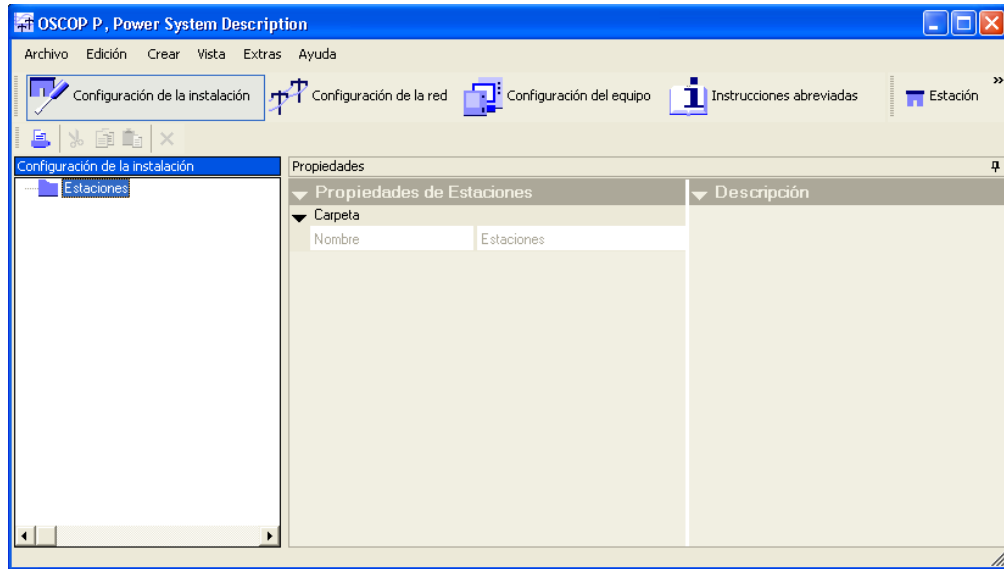 OSCOP P, Power System Description
Archivo Edición Crear Vista Extras Ayuda
Configuración de la instalación Configuración de la red Configuración del equipo Instrucciones abreviadas Estación »
Configuración de la instalación
Estaciones
Propiedades
Propiedades de Estaciones
Descripción
Carpeta
Nombre Estaciones